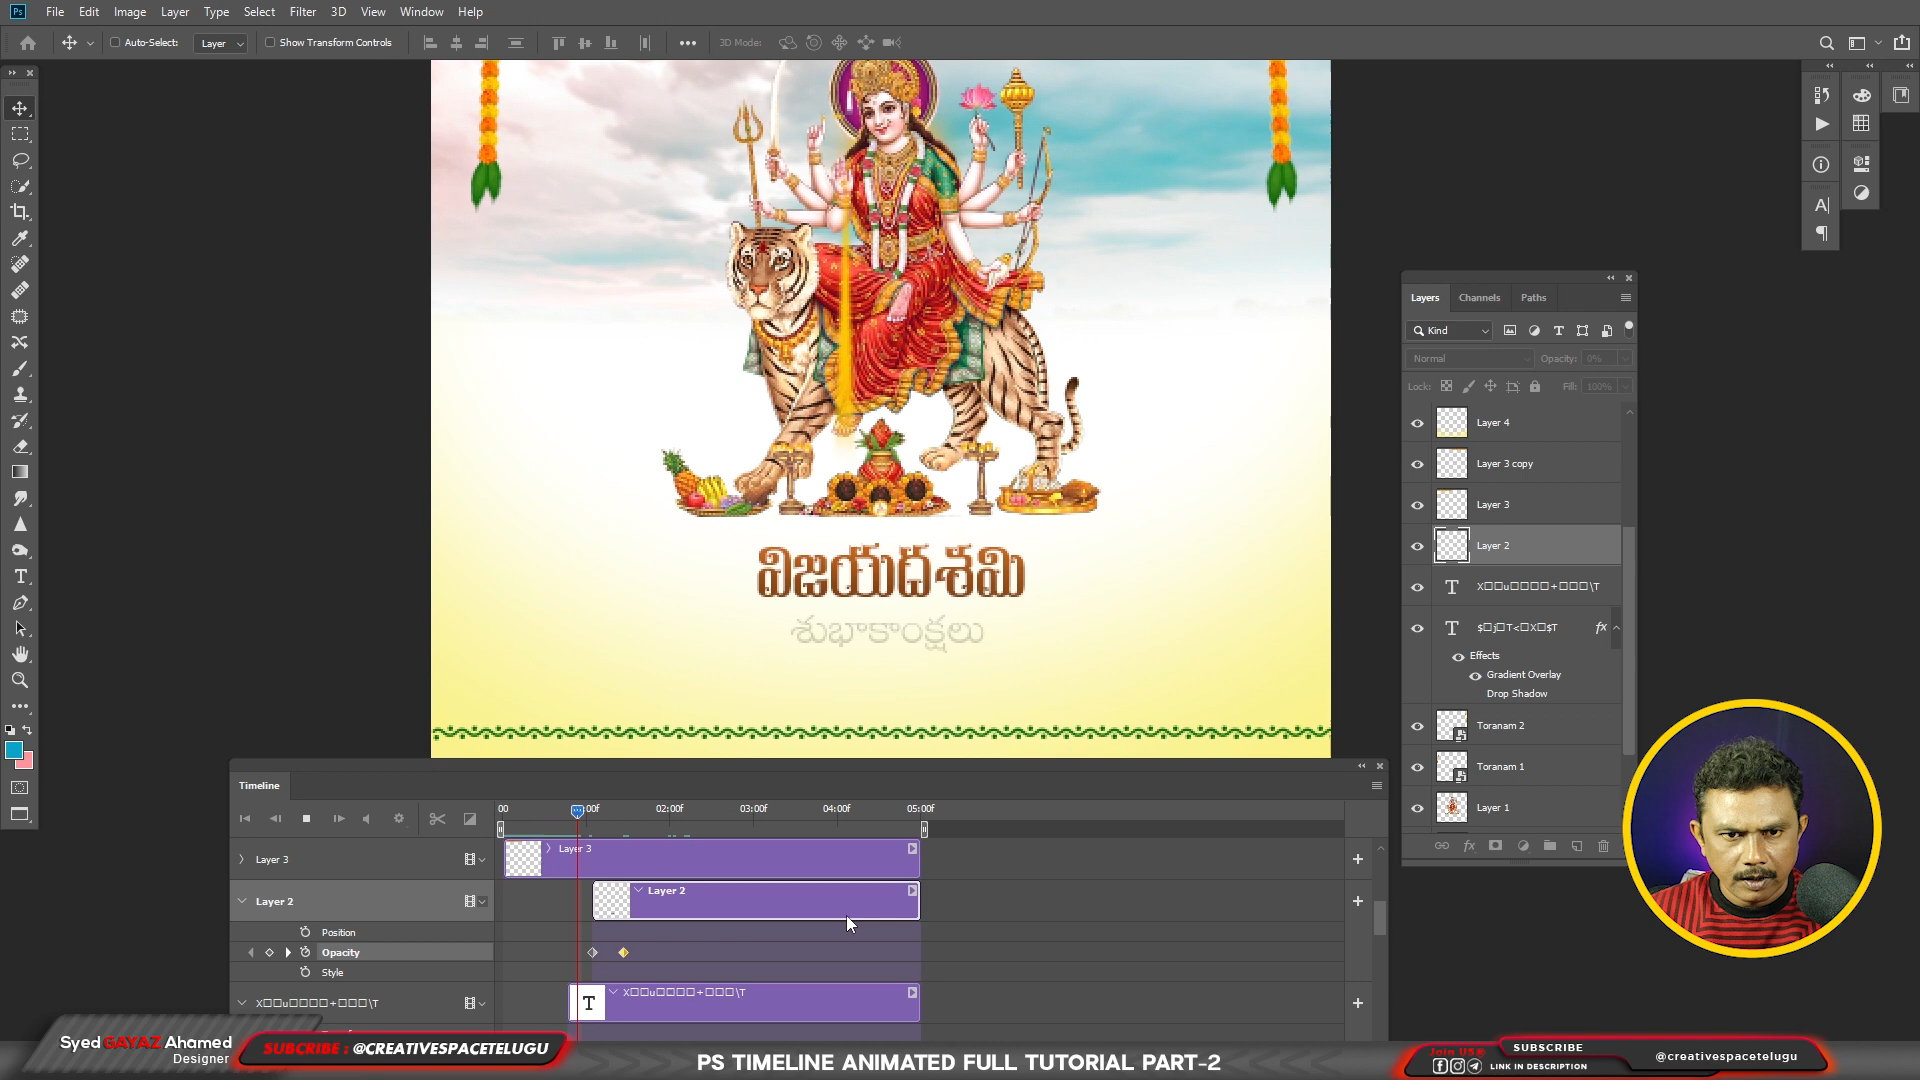 Ps File Edit Image Layer Type Select Filter 3D View Window Help
Auto-Select: Layer Show Transform Controls 3D Mode:
Layers Channels Paths
Kind
Normal Opacity: 0%
Lock: Fill: 100%
Layer 4
Layer 3 copy
Layer 3
Layer 2
T X□□u□□□□+□□□\T
T $□j□T<□X□$T fx
Effects
Gradient Overlay
Drop Shadow
Toranam 2
Toranam 1
Layer 1
విజయదశమి
శుభాకాంక్షలు
Timeline
00 02:00f 03:00f 04:00f 05:00f
Layer 3 Layer 3
Layer 2 Layer 2
Position
Opacity
Style
X□□u□□□□+□□□\T T X□□u□□□□+□□□\T
Syed GAYAZ Ahamed
Designer
SUBCRIBE : @CREATIVESPACETELUGU
PS TIMELINE ANIMATED FULL TUTORIAL PART-2
Join US@ SUBSCRIBE
LINK IN DESCRIPTION
@creativespacetelugu